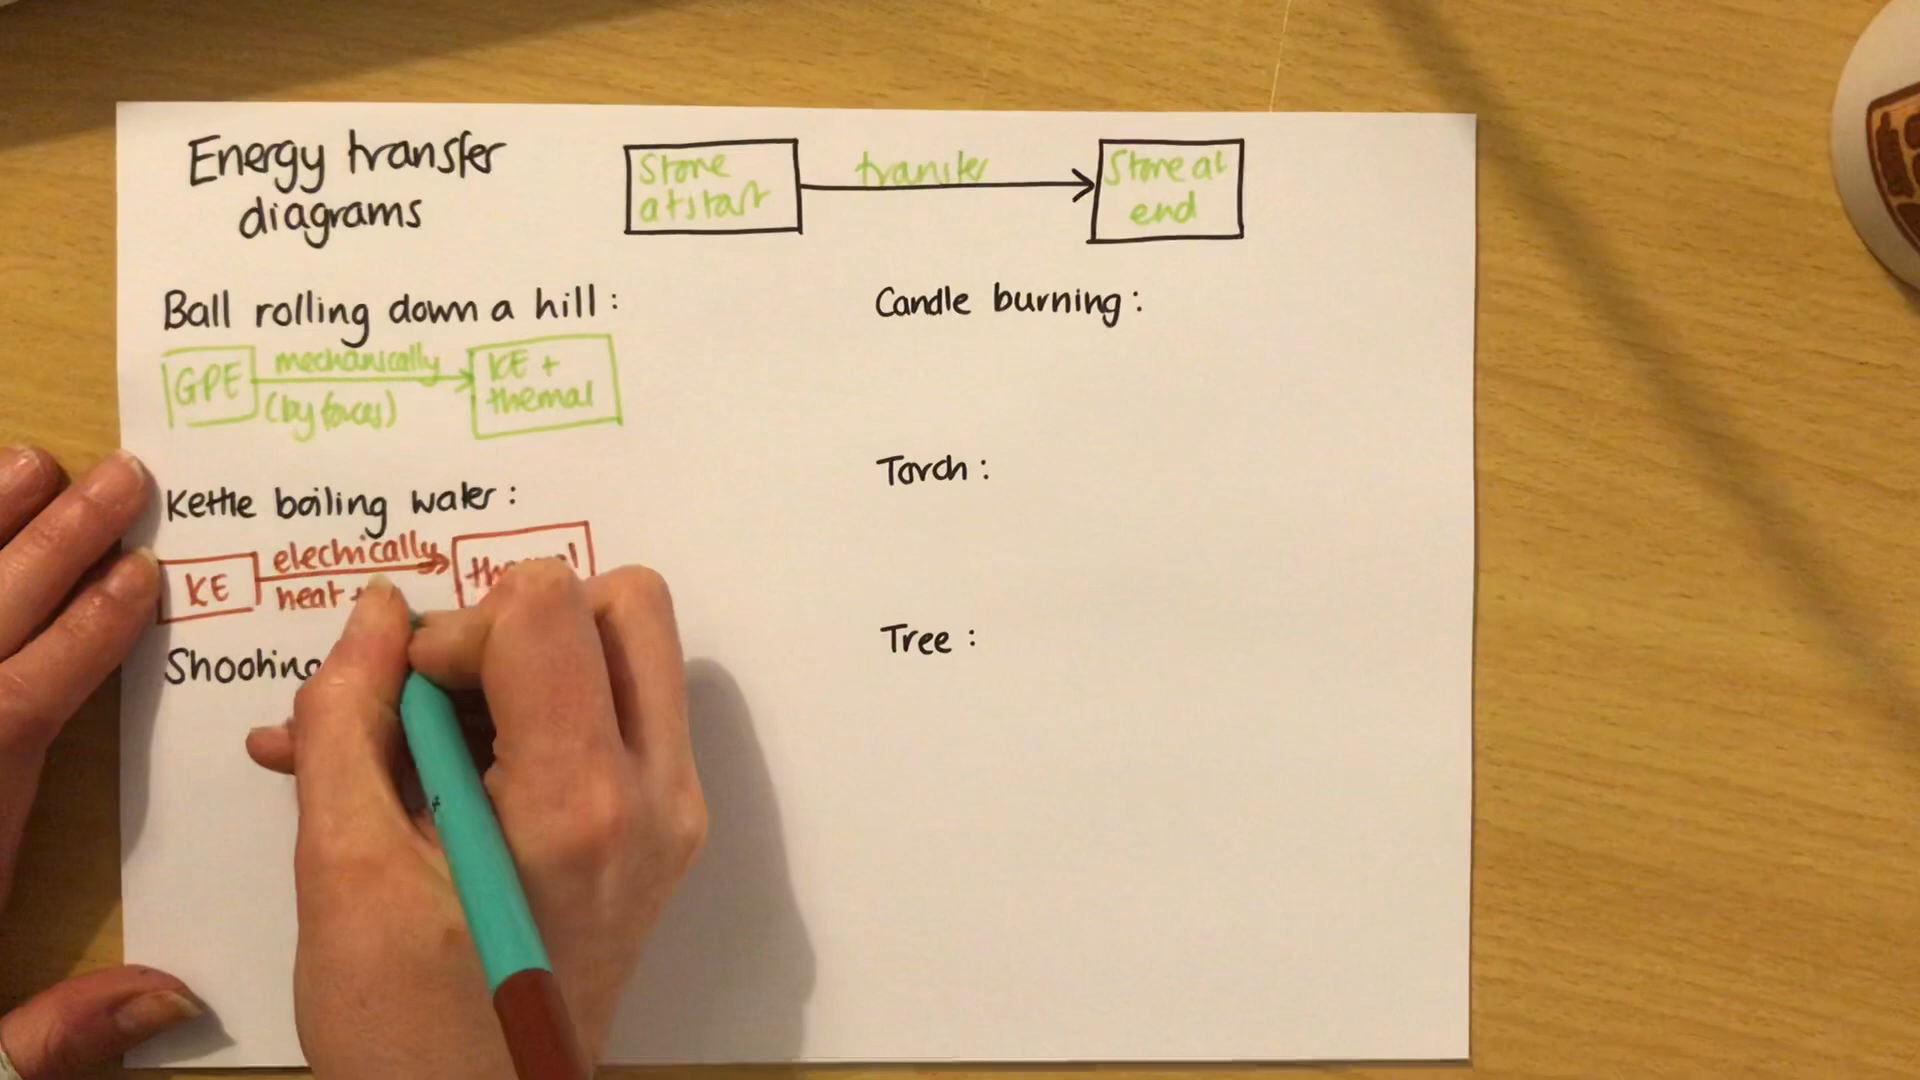 Energy transfer
diagrams
Store
at start
transfer
Store at
end
Ball rolling down a hill :
GPE
mechanically
(by forces)
KE +
themal
Kettle boiling water :
KE
electrically
heat
Candle burning :
Torch :
Tree :